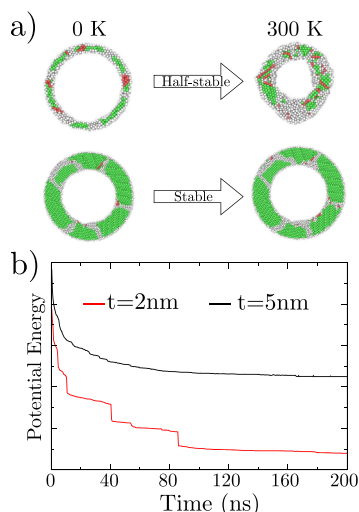 a)
0 K
300 K
Half-stable
Stable
b)
t=2nm
t=5nm
Potential Energy
0
40
80
120
160
200
Time (ns)